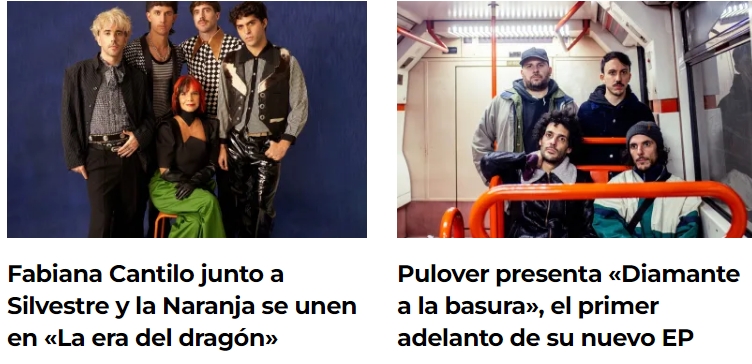 Fabiana Cantilo junto a
Silvestre y la Naranja se unen
en «La era del dragón»
Pulover presenta «Diamante
a la basura», el primer
adelanto de su nuevo EP